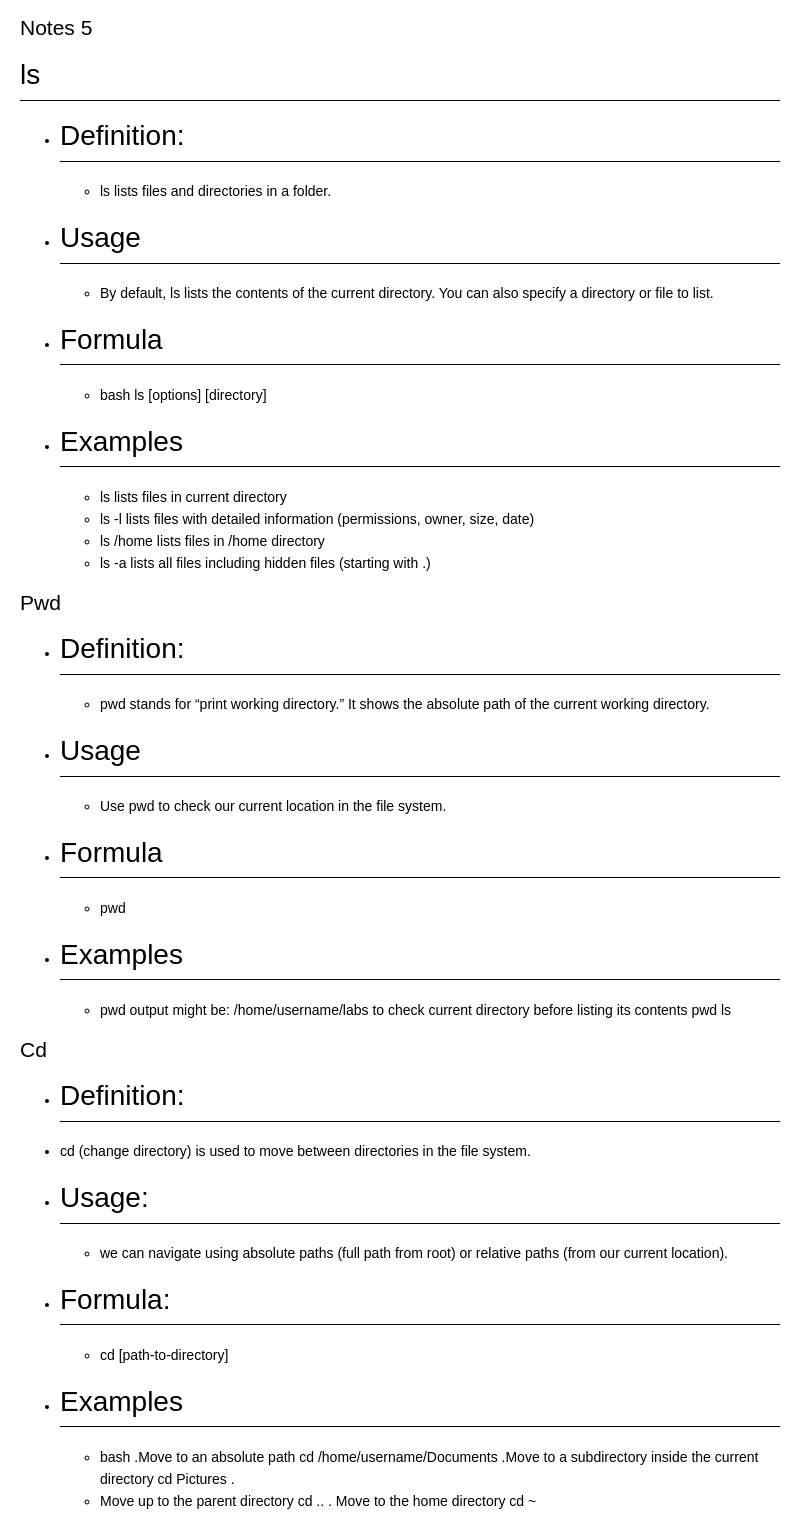 Notes 5
ls
Definition:
ls lists files and directories in a folder.
Usage
By default, ls lists the contents of the current directory. You can also specify a directory or file to list.
Formula
bash ls [options] [directory]
Examples
ls lists files in current directory
ls -l lists files with detailed information (permissions, owner, size, date)
ls /home lists files in /home directory
ls -a lists all files including hidden files (starting with .)
Pwd
Definition:
pwd stands for “print working directory.” It shows the absolute path of the current working directory.
Usage
Use pwd to check our current location in the file system.
Formula
pwd
Examples
pwd output might be: /home/username/labs to check current directory before listing its contents pwd ls
Cd
Definition:
cd (change directory) is used to move between directories in the file system.
Usage:
we can navigate using absolute paths (full path from root) or relative paths (from our current location).
Formula:
cd [path-to-directory]
Examples
bash .Move to an absolute path cd /home/username/Documents .Move to a subdirectory inside the current
directory cd Pictures .
Move up to the parent directory cd .. . Move to the home directory cd ~